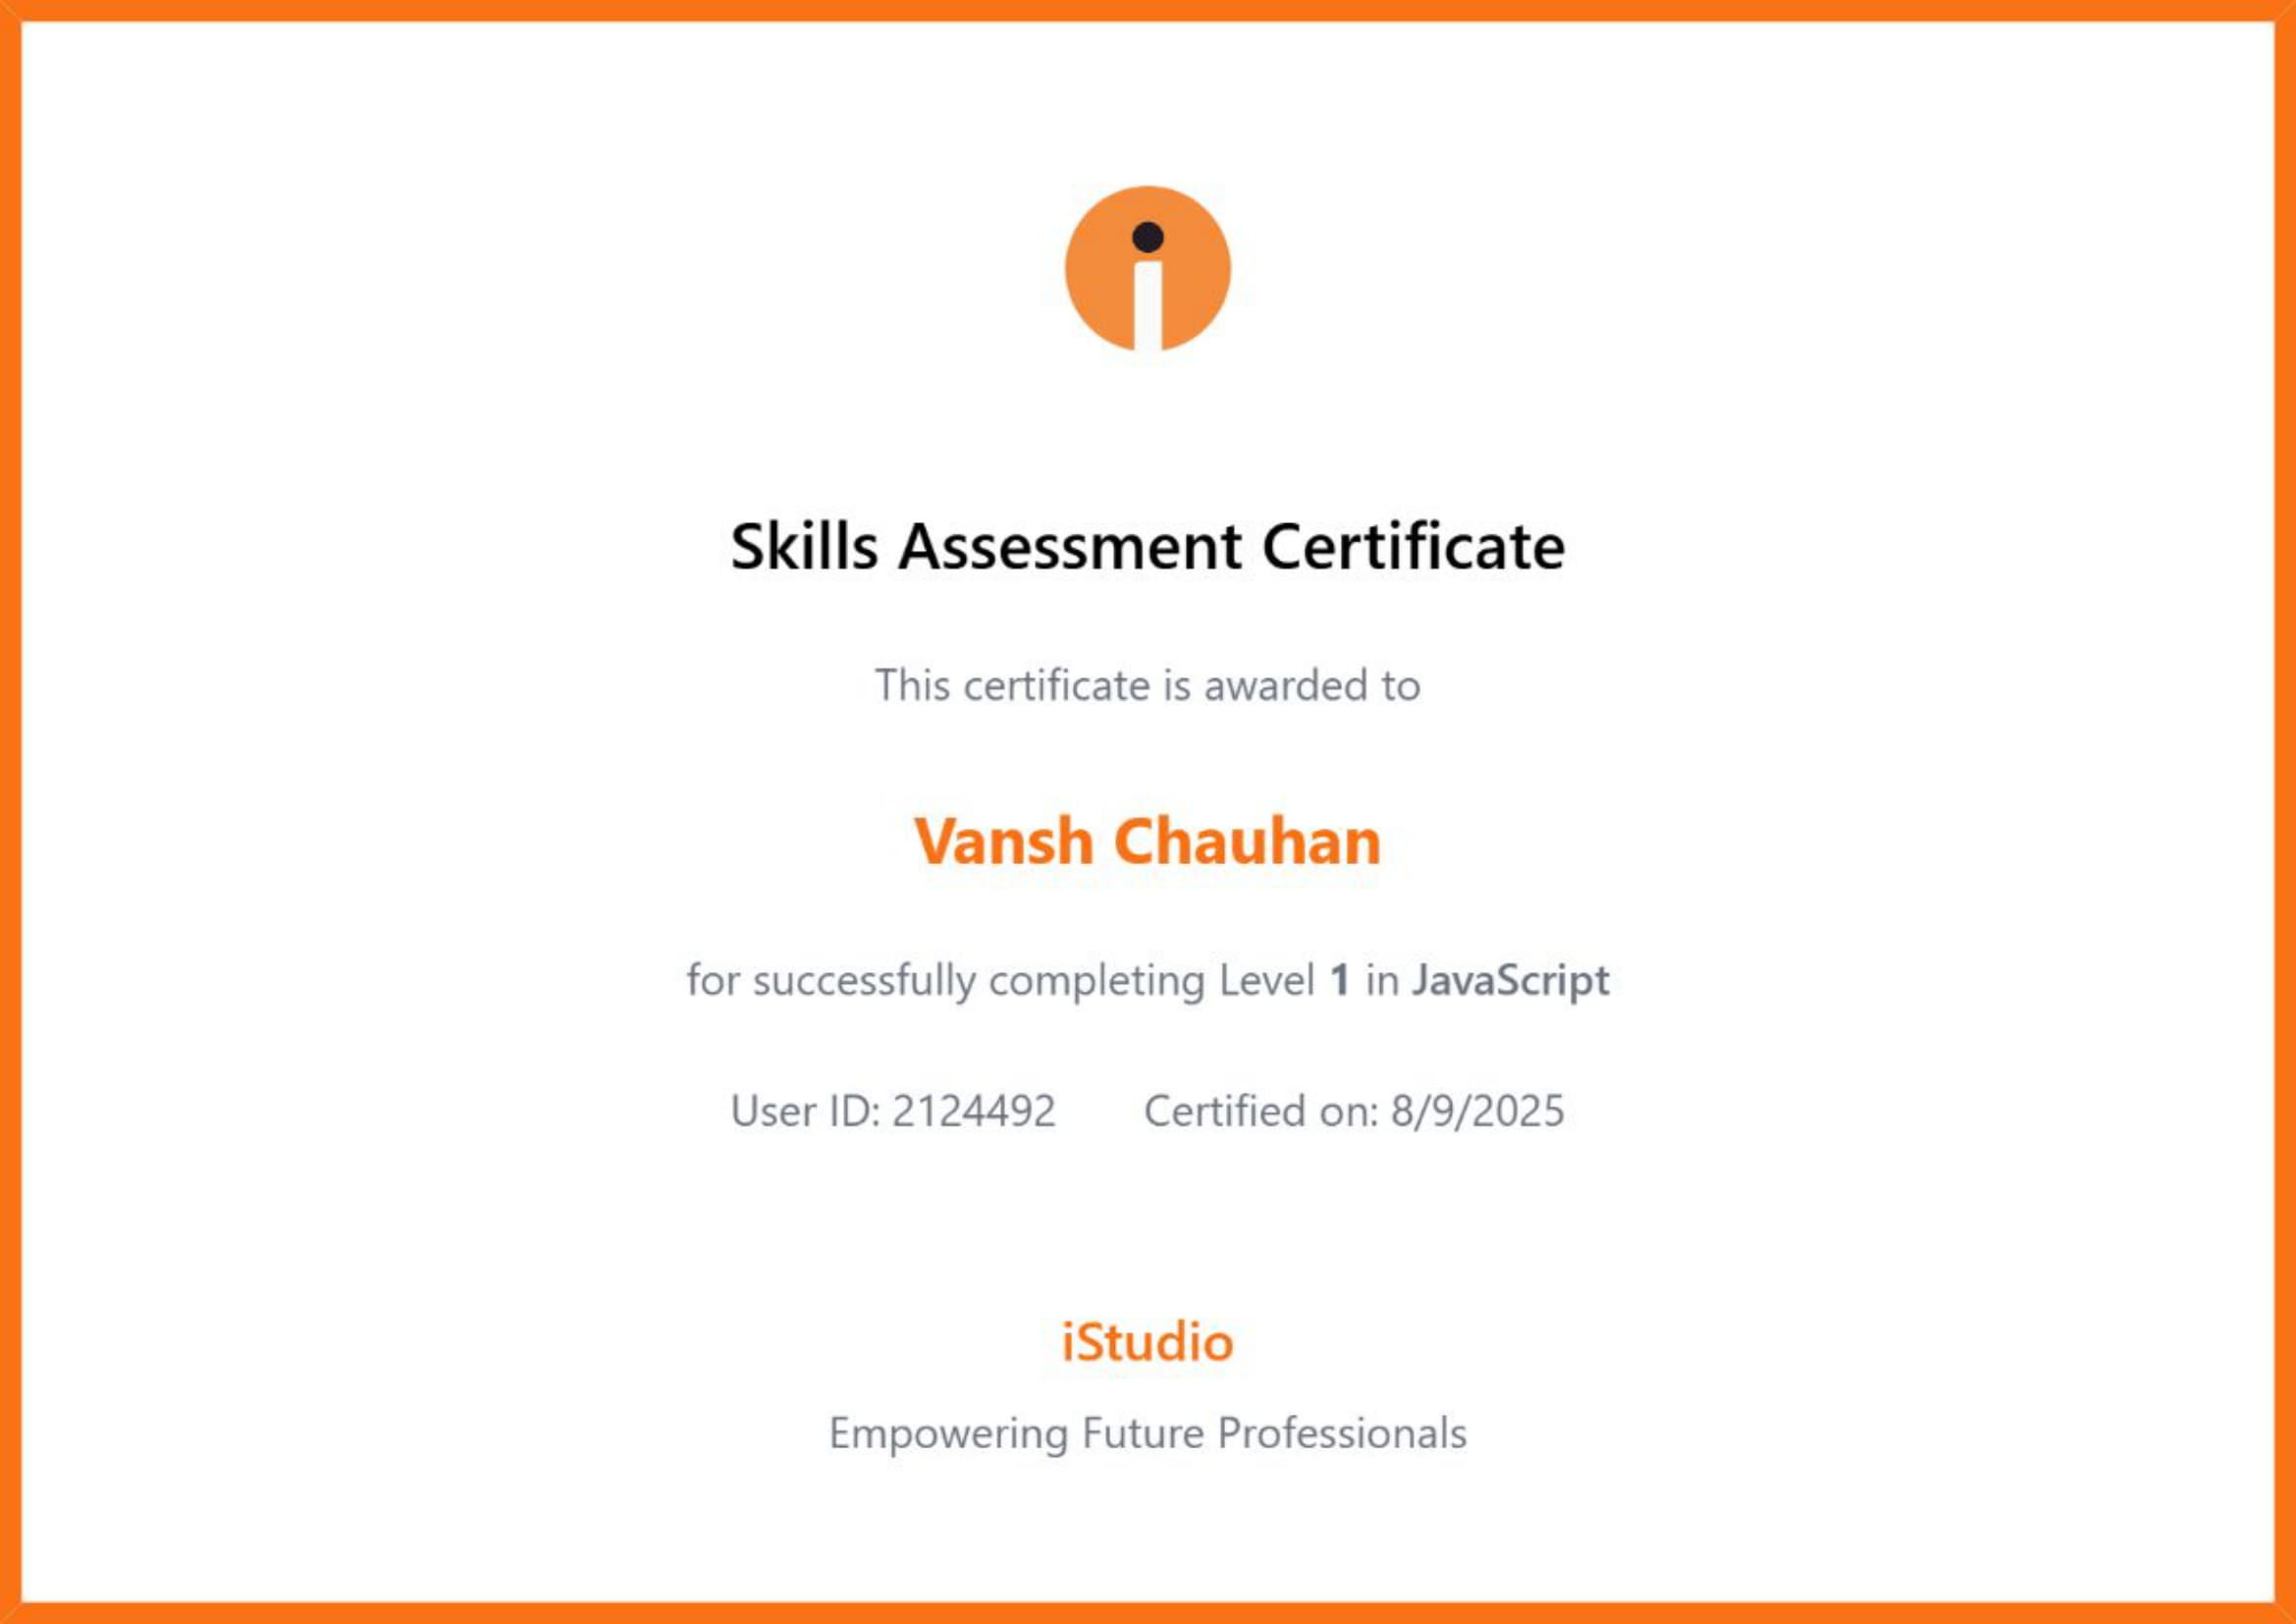 Skills Assessment Certificate
This certificate is awarded to
Vansh Chauhan
for successfully completing Level 1 in JavaScript
User ID: 2124492 Certified on: 8/9/2025
iStudio
Empowering Future Professionals